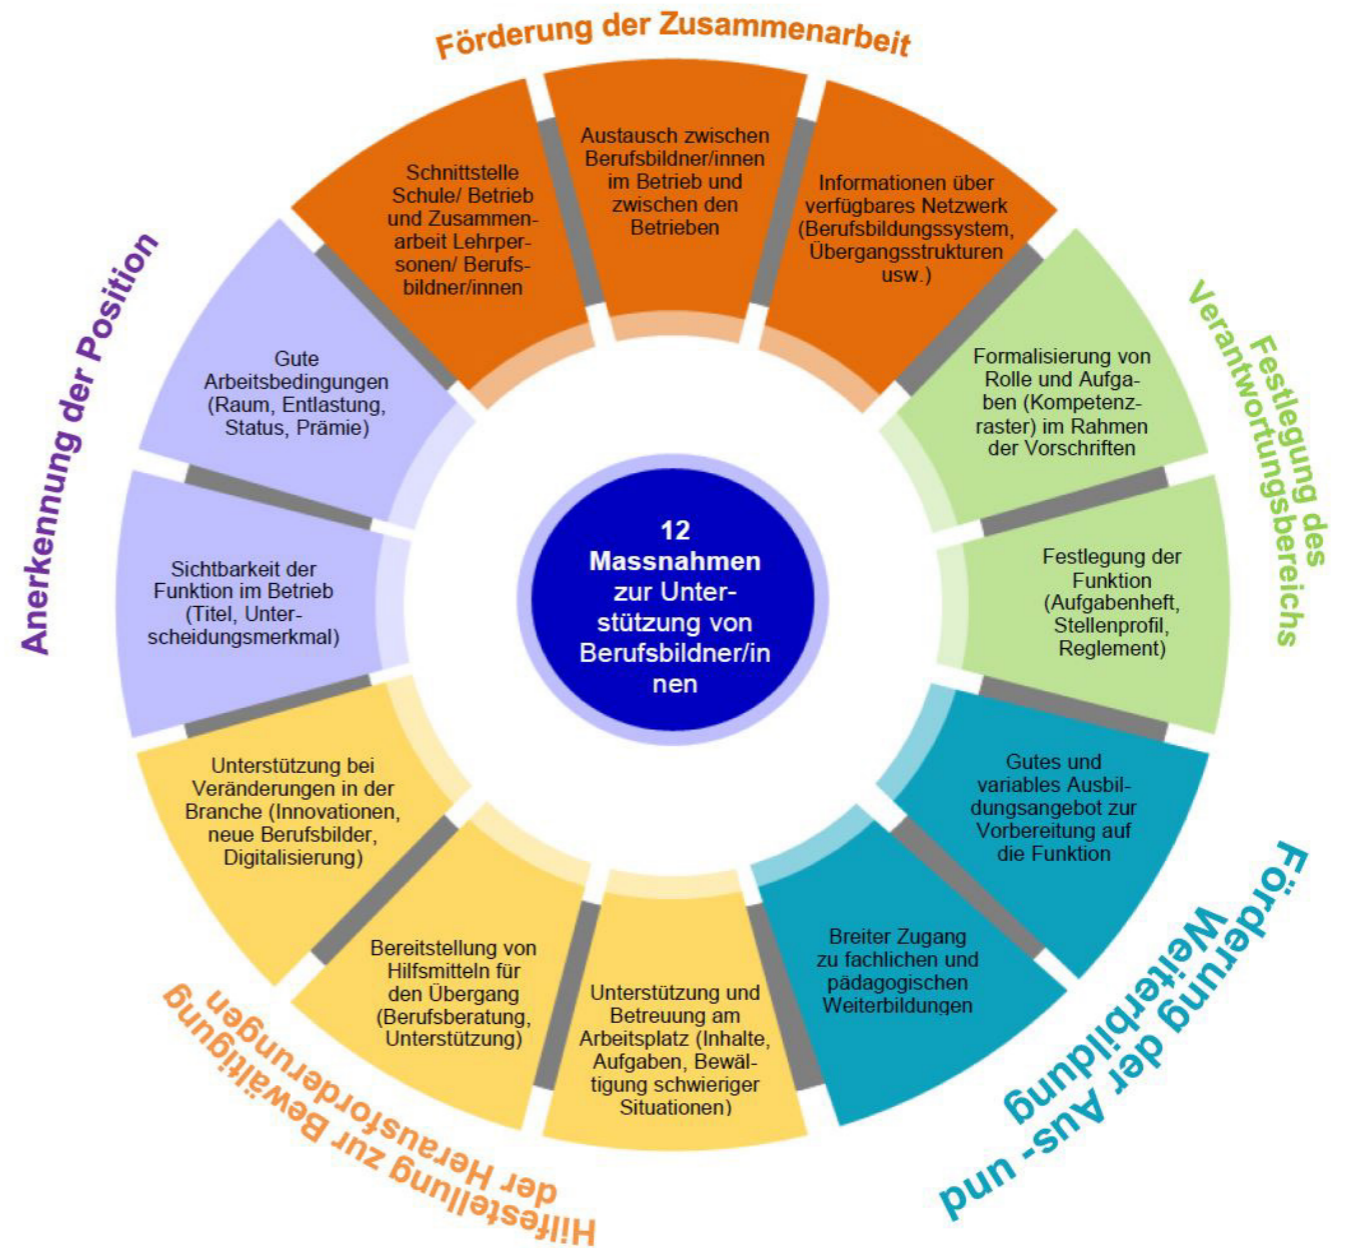 Förderung der Zusammenarbeit
Schnittstelle
Schule/ Betrieb
und Zusammen-
arbeit Lehrper-
sonen/ Berufs-
bildner/innen
Austausch zwischen
Berufsbildner/innen
im Betrieb und
zwischen den
Betrieben
Informationen über
verfügbares Netzwerk
(Berufsbildungssystem,
Übergangsstrukturen
usw.)
Festlegung des
Verantwortungsbereichs
Formalisierung von
Rolle und Aufga-
ben (Kompetenz-
raster) im Rahmen
der Vorschriften
Festlegung der
Funktion
(Aufgabenheft,
Stellenprofil,
Reglement)
Förderung der Aus- und
Weiterbildung
Gutes und
variables Ausbil-
dungsangebot zur
Vorbereitung auf
die Funktion
Breiter Zugang
zu fachlichen und
pädagogischen
Weiterbildungen
Hilfestellung zur Bewältigung
der Herausforderungen
Unterstützung und
Betreuung am
Arbeitsplatz (Inhalte,
Aufgaben, Bewäl-
tigung schwieriger
Situationen)
Bereitstellung von
Hilfsmitteln für
den Übergang
(Berufsberatung,
Unterstützung)
Unterstützung bei
Veränderungen in der
Branche (Innovationen,
neue Berufsbilder,
Digitalisierung)
Anerkennung der Position
Sichtbarkeit der
Funktion im Betrieb
(Titel, Unter-
scheidungsmerkmal)
Gute
Arbeitsbedingungen
(Raum, Entlastung,
Status, Prämie)
12
Massnahmen
zur Unter-
stützung von
Berufsbildner/in
nen